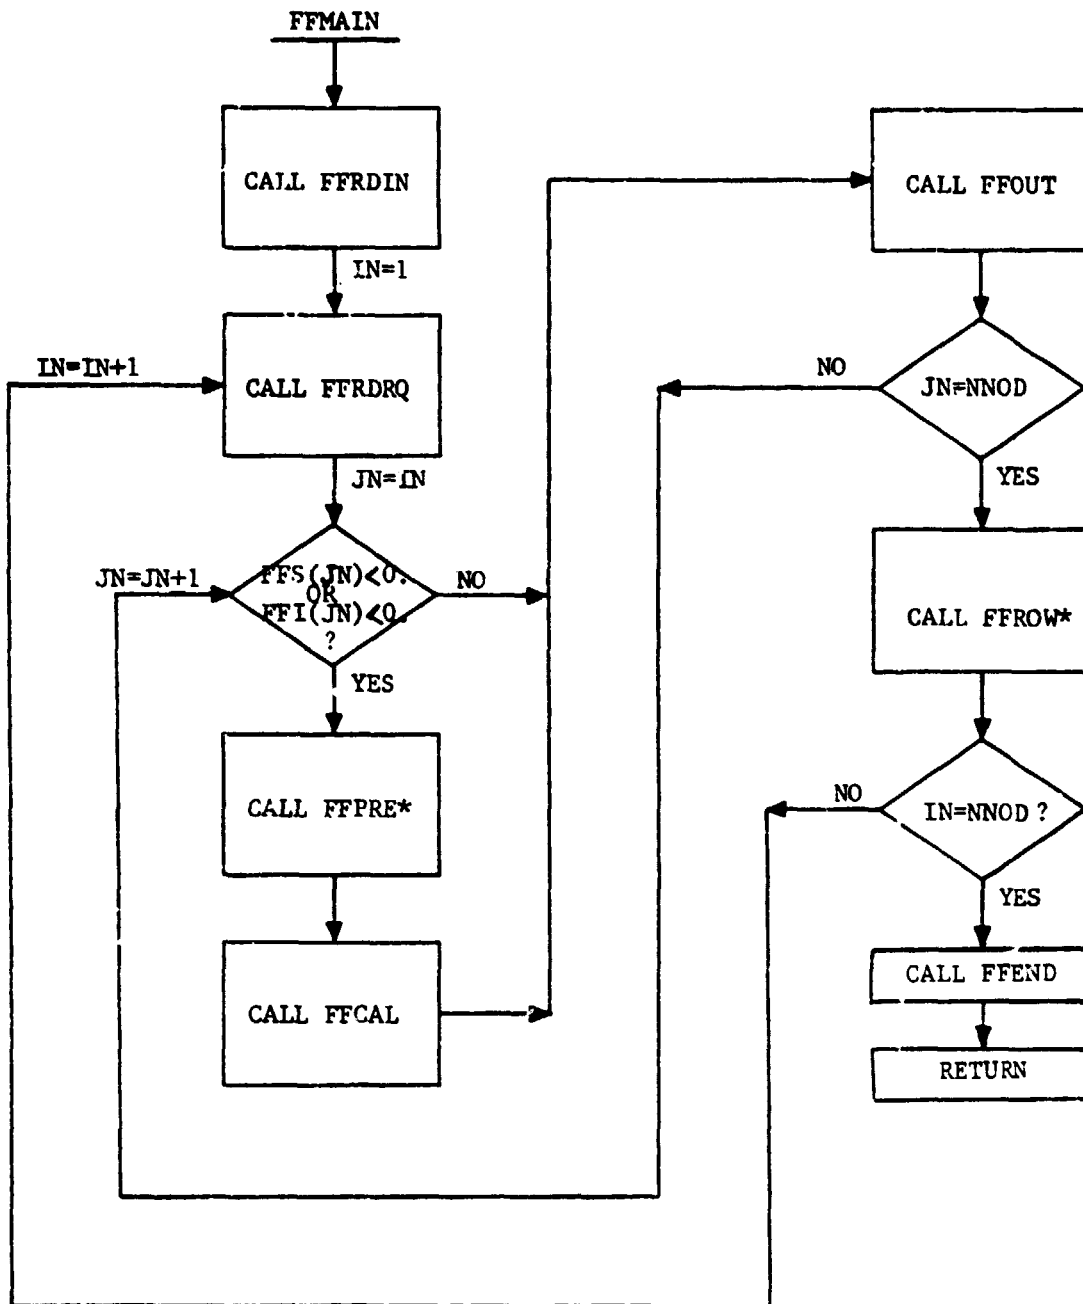 FFMAIN
CALL FFRDIN
IN=1
IN=IN+1
CALL FFRDRQ
JN=IN
JN=JN+1
FFS(JN)<0.
OR
FFI(JN)<0.
?
NO
YES
CALL FFPRE*
CALL FFCAL
CALL FFOUT
NO
JN=NNOD
YES
CALL FFROW*
NO
IN=NNOD ?
YES
CALL FFEND
RETURN